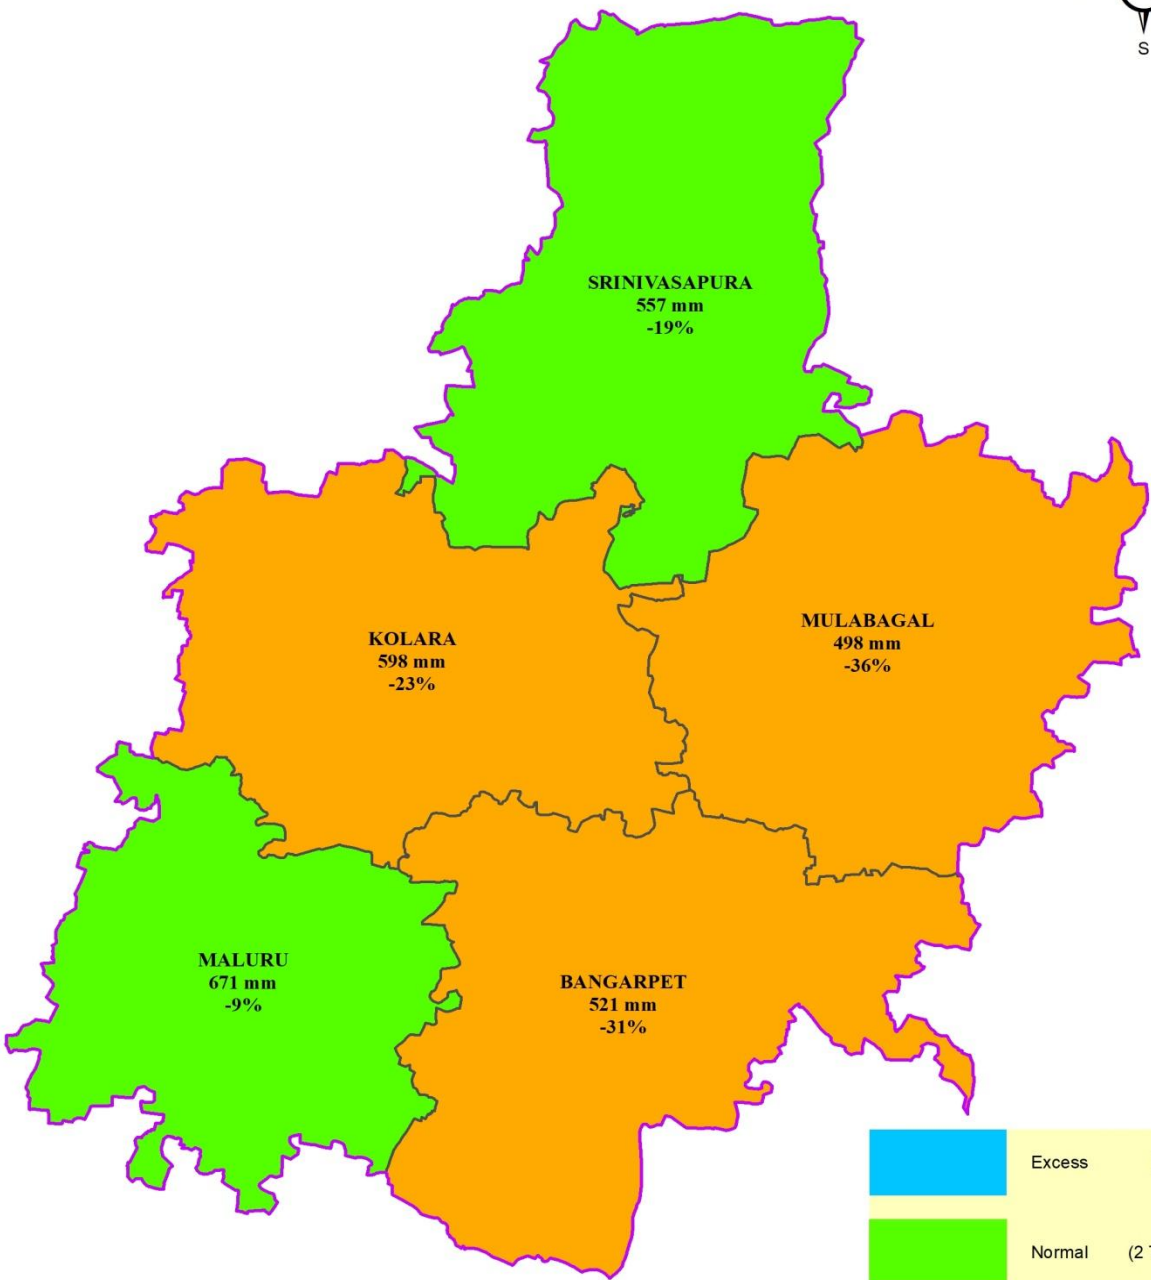 S
SRINIVASAPURA
557 mm
-19%
MULABAGAL
498 mm
-36%
KOLARA
598 mm
-23%
MALURU
671 mm
-9%
BANGARPET
521 mm
-31%
Excess
Normal (2